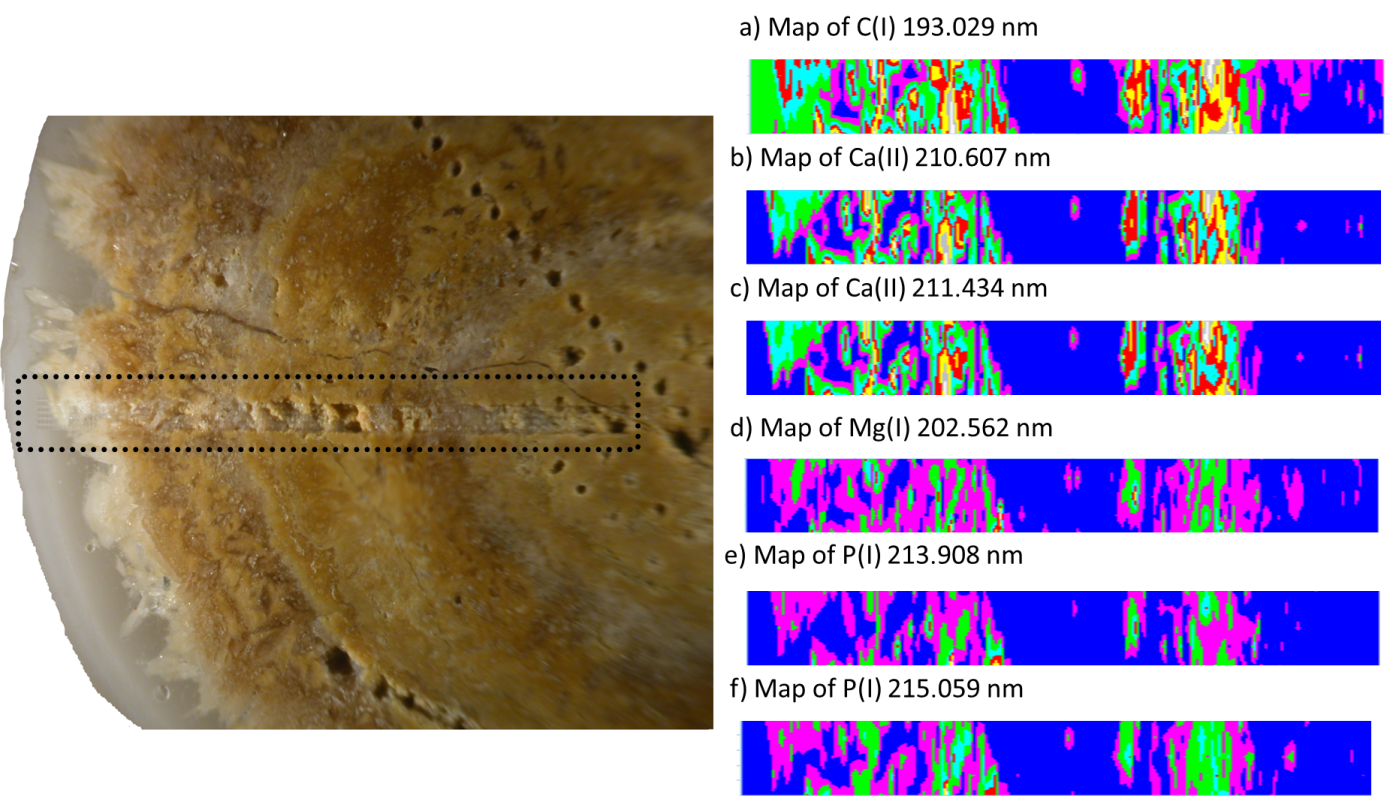 a) Map of C(I) 193.029 nm
b) Map of Ca(II) 210.607 nm
c) Map of Ca(II) 211.434 nm
d) Map of Mg(I) 202.562 nm
e) Map of P(I) 213.908 nm
f) Map of P(I) 215.059 nm